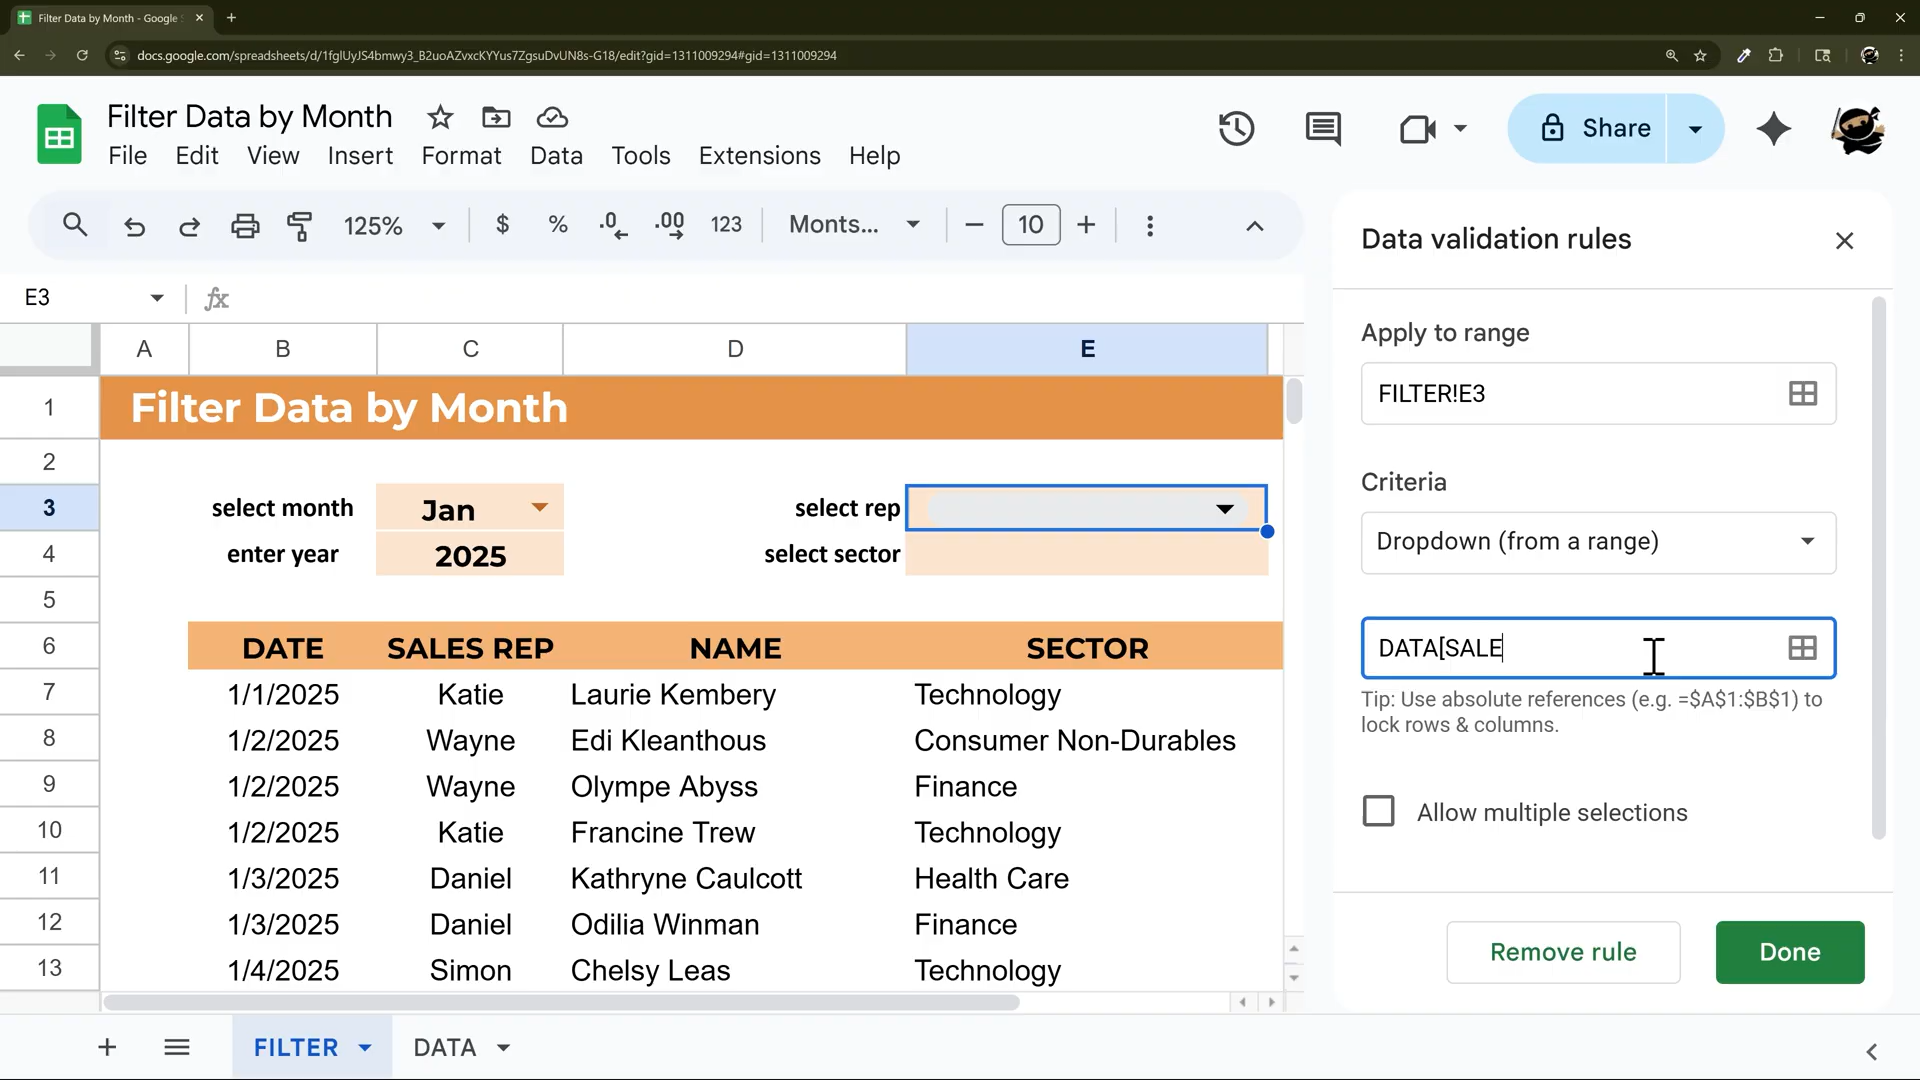 Filter Data by Month - Google S
docs.google.com/spreadsheets/d/1fglUyJS4bmwy3_B2uoAZvxcKYYus7ZgsuDvUN8s-G18/edit?gid=1311009294#gid=1311009294
Filter Data by Month
File Edit View Insert Format Data Tools Extensions Help
Share
125% $ % .0 .00 123 Monts... 10
E3 fx
A B C D E
1 Filter Data by Month
2
3 select month Jan select rep
4 enter year 2025 select sector
5
6 DATE SALES REP NAME SECTOR
7 1/1/2025 Katie Laurie Kembery Technology
8 1/2/2025 Wayne Edi Kleanthous Consumer Non-Durables
9 1/2/2025 Wayne Olympe Abyss Finance
10 1/2/2025 Katie Francine Trew Technology
11 1/3/2025 Daniel Kathryne Caulcott Health Care
12 1/3/2025 Daniel Odilia Winman Finance
13 1/4/2025 Simon Chelsy Leas Technology
FILTER DATA
Data validation rules
Apply to range
FILTER!E3
Criteria
Dropdown (from a range)
DATA[SALE
Tip: Use absolute references (e.g. =$A$1:$B$1) to
lock rows & columns.
Allow multiple selections
Remove rule Done